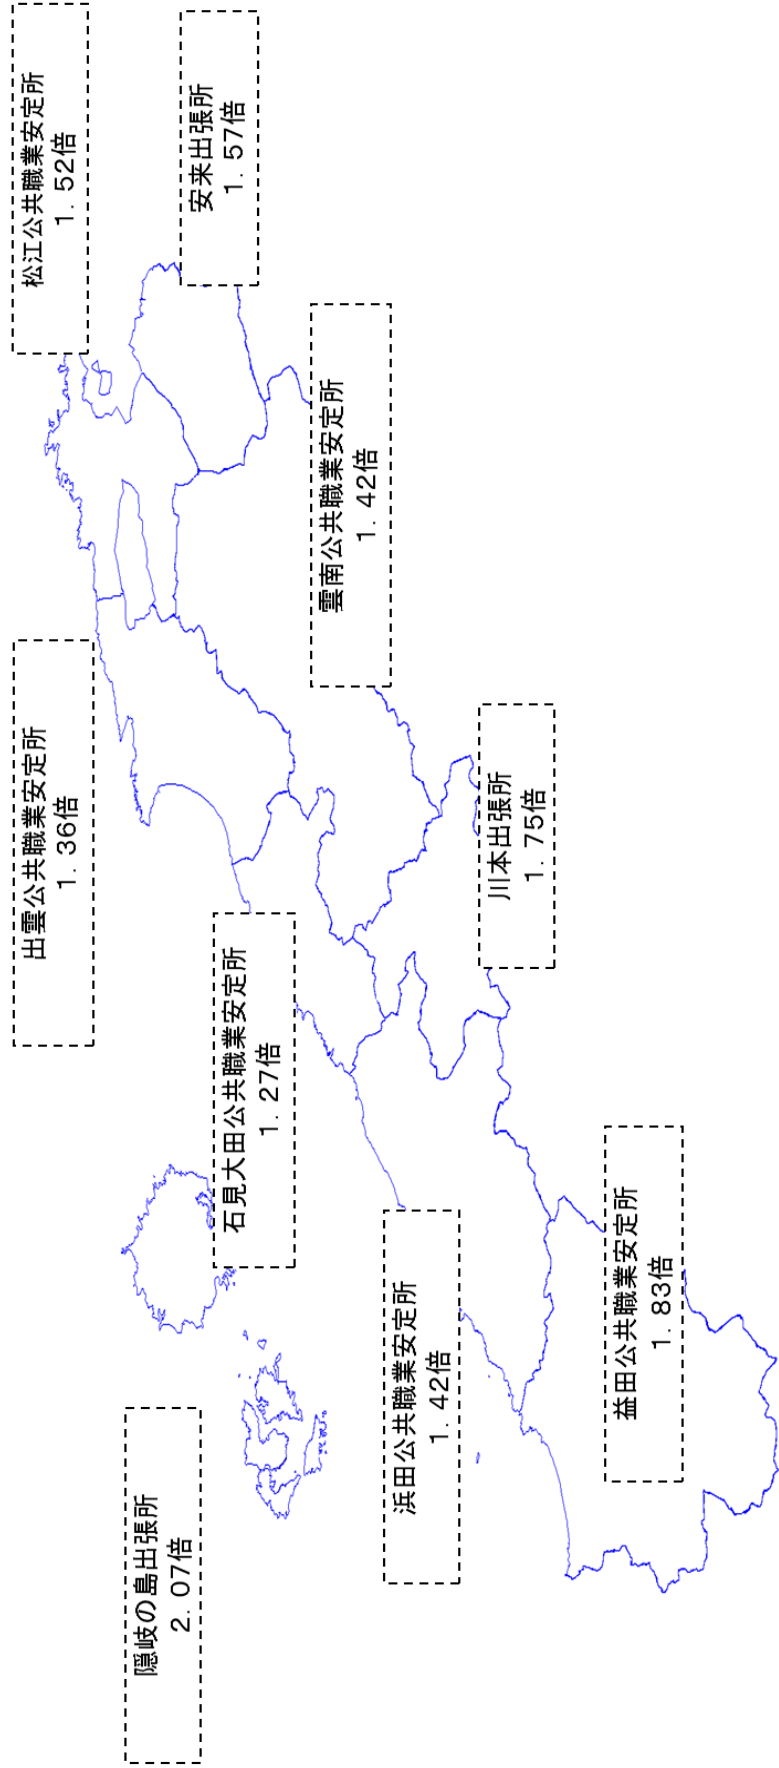 隠岐の島出張所
2. 07倍
出雲公共職業安定所
1. 36倍
松江公共職業安定所
1. 52倍
安来出張所
1. 57倍
石見大田公共職業安定所
1. 27倍
雲南公共職業安定所
1. 42倍
浜田公共職業安定所
1. 42倍
川本出張所
1. 75倍
益田公共職業安定所
1. 83倍